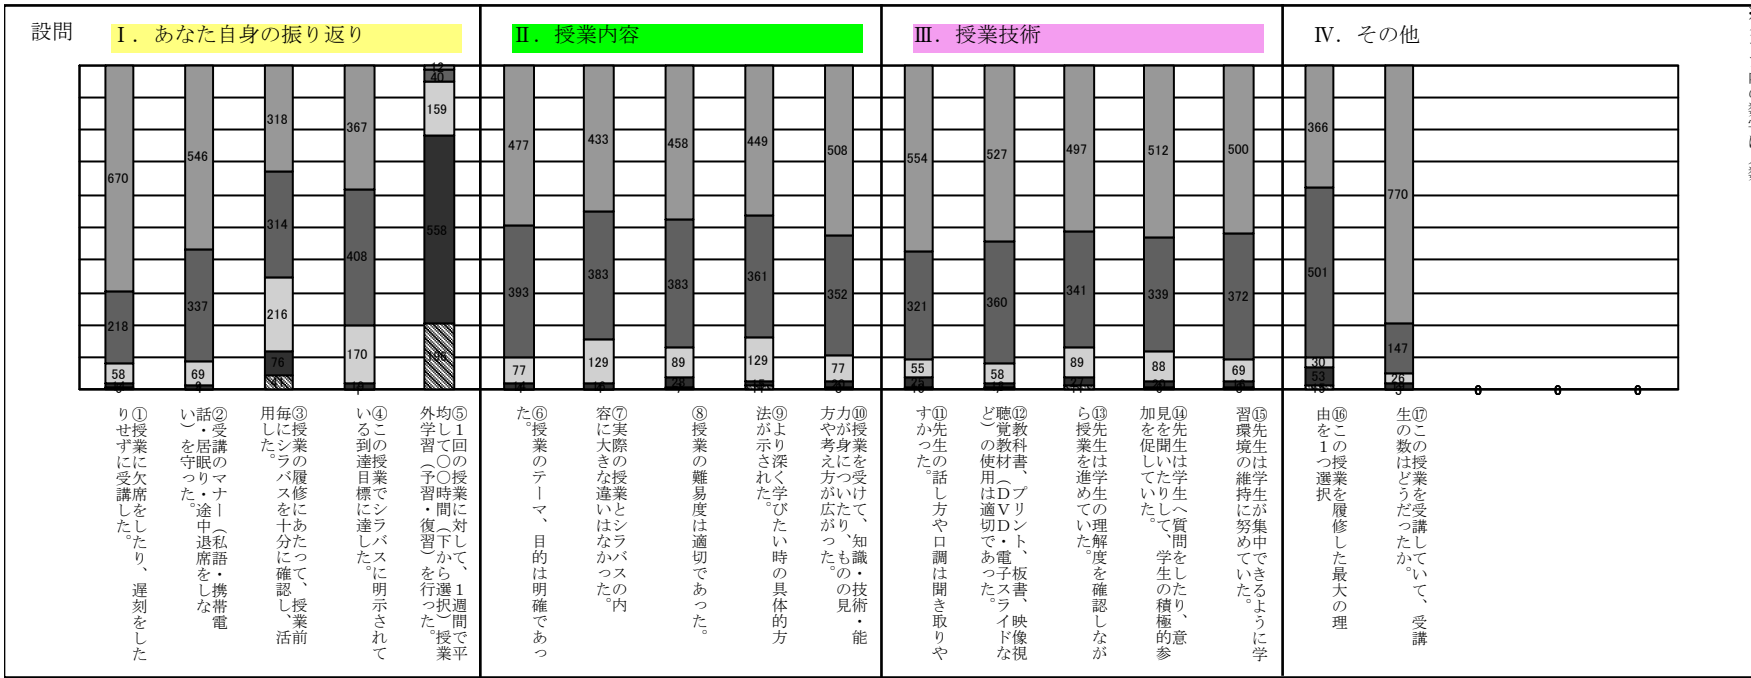 設問
Ⅰ．あなた自身の振り返り
Ⅱ．授業内容
Ⅲ．授業技術
Ⅳ．その他
670
218
58
546
337
69
318
314
216
76
41
367
408
170
12
40
159
558
477
393
77
14
433
383
129
16
458
383
89
23
449
361
129
508
352
77
20
554
321
55
25
527
360
58
497
341
89
27
512
339
88
20
500
372
69
16
366
501
30
53
770
147
26
0
0
0
①授業に欠席をしたり、遅刻をした
りせずに受講した。
②受講のマナー（私語・携帯電
話・居眠り・途中退席をしな
い）を守った。
③授業の履修にあたって、授業前
毎にシラバスを十分に確認し、活
用した。
④この授業でシラバスに明示されて
いる到達目標に達した。
⑤１回の授業に対して、１週間で平
均して〇〇時間（下から選択）授業
外学習（予習・復習）を行った。
⑥授業のテーマ、目的は明確であっ
た。
⑦実際の授業とシラバスの内
容に大きな違いはなかった。
⑧授業の難易度は適切であった。
⑨より深く学びたい時の具体的方
法が示された。
⑩授業を受けて、知識・技術・能
力が身についたり、ものの見
方や考え方が広がった。
⑪先生の話し方や口調は聞き取りや
すかった。
⑫教科書、プリント、板書、映像視
聴覚教材（ＤＶＤ・電子スライドな
ど）の使用は適切であった。
⑬先生は学生の理解度を確認しなが
ら授業を進めていた。
⑭先生は学生へ質問をしたり、意
見を聞いたりして、学生の積極的参
加を促していた。
⑮先生は学生が集中できるように学
習環境の維持に努めていた。
⑯この授業を履修した最大の理
由を１つ選択
⑰この授業を受講していて、受講
生の数はどうだったか。